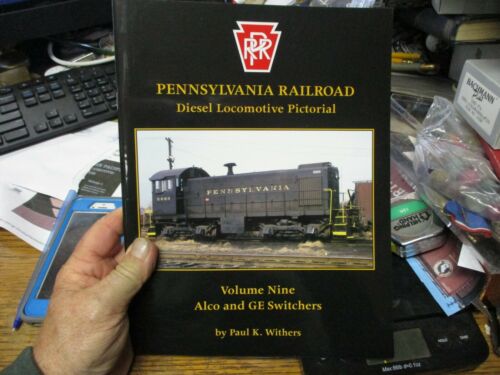 PRR
PENNSYLVANIA RAILROAD
Diesel Locomotive Pictorial
PENNSYLVANIA
Volume Nine
Alco and GE Switchers
by Paul K. Withers
BACHMANN